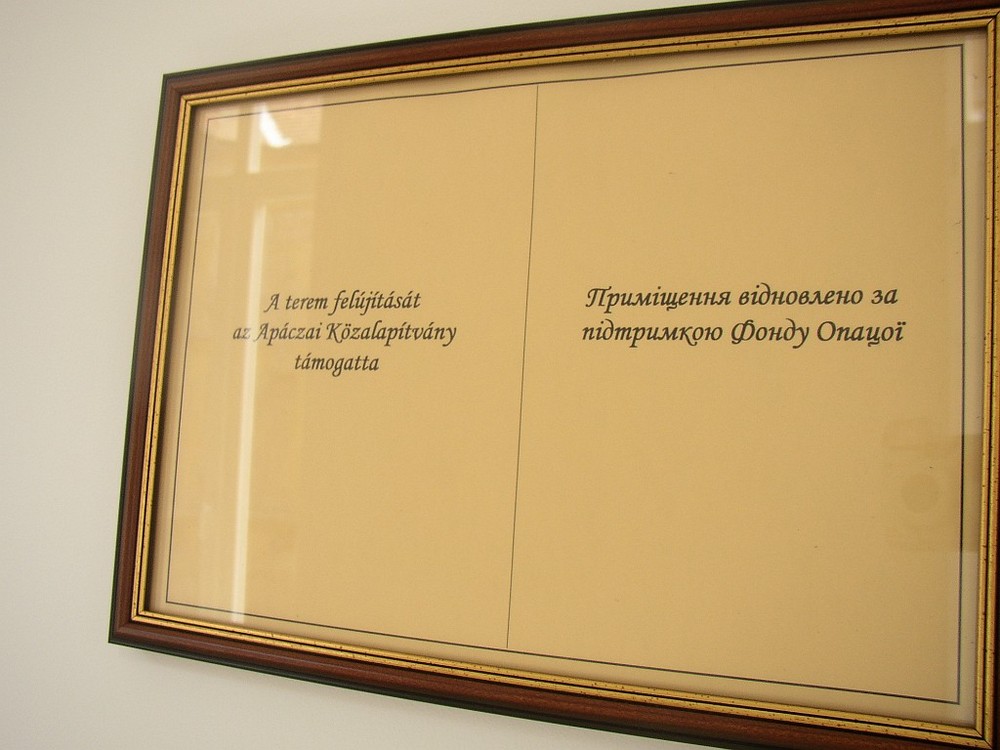 A terem felújítását
az Apáczai Közalapítvány
támogatta
Приміщення відновлено за
підтримкою Фонду Опацої